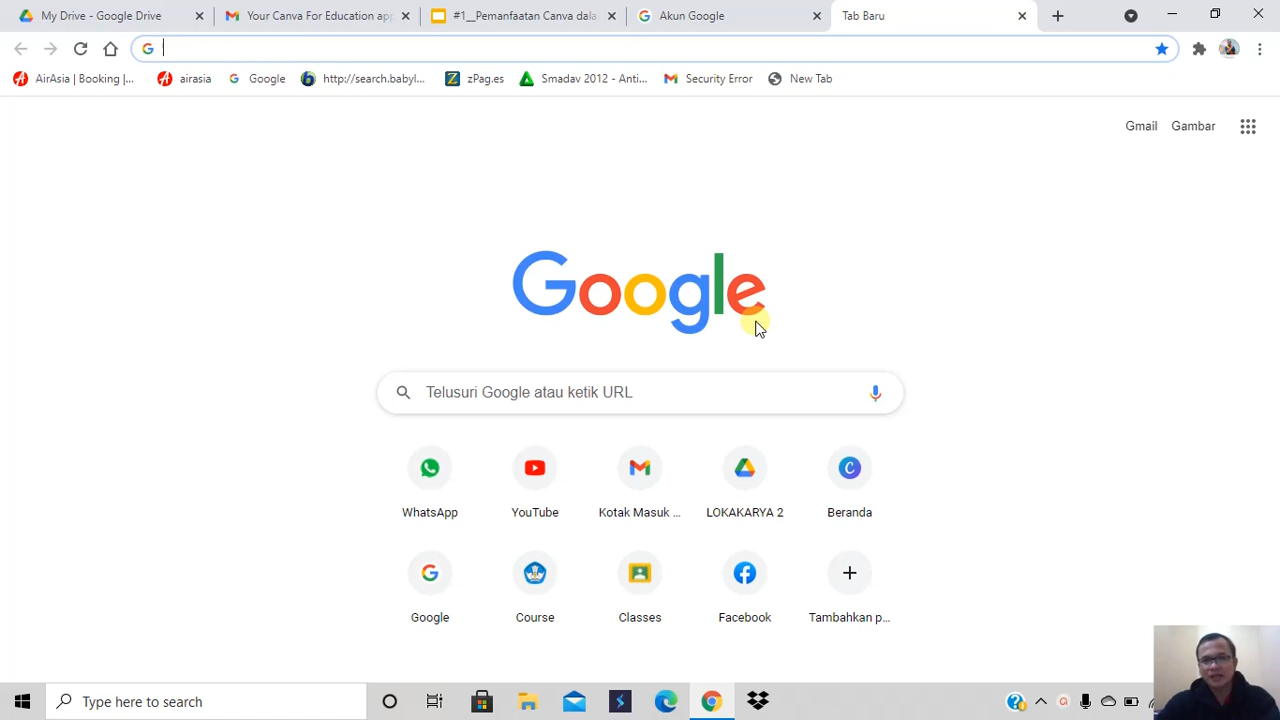 My Drive - Google Drive
Your Canva For Education app
#1__Pemanfaatan Canva dala
Akun Google
Tab Baru
AirAsia | Booking |...
airasia
Google
http://search.babyl...
zPag.es
Smadav 2012 - Anti...
Security Error
New Tab
Gmail
Gambar
Google
Telusuri Google atau ketik URL
WhatsApp
YouTube
Kotak Masuk ...
LOKAKARYA 2
Beranda
Google
Course
Classes
Facebook
Tambahkan p...
Type here to search